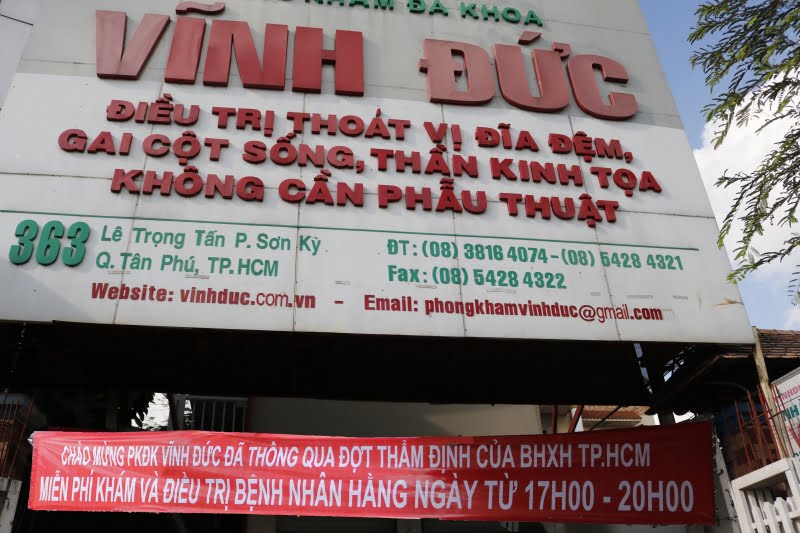 KHÁM ĐA KHOA
VĨNH ĐỨC
ĐIỀU TRỊ THOÁT VỊ ĐĨA ĐỆM,
GAI CỘT SỐNG, THẦN KINH TỌA
KHÔNG CẦN PHẪU THUẬT
363 Lê Trọng Tấn P. Sơn Kỳ
Q. Tân Phú, TP.HCM
ĐT: (08) 3816 4074 - (08) 5428 4321
Fax: (08) 5428 4322
Website: vinhduc.com.vn - Email: phongkhamvinhduc@gmail.com
CHÀO MỪNG PKĐK VĨNH ĐỨC ĐÃ THÔNG QUA ĐỢT THẨM ĐỊNH CỦA BHXH TP.HCM
MIỄN PHÍ KHÁM VÀ ĐIỀU TRỊ BỆNH NHÂN HẰNG NGÀY TỪ 17H00 - 20H00